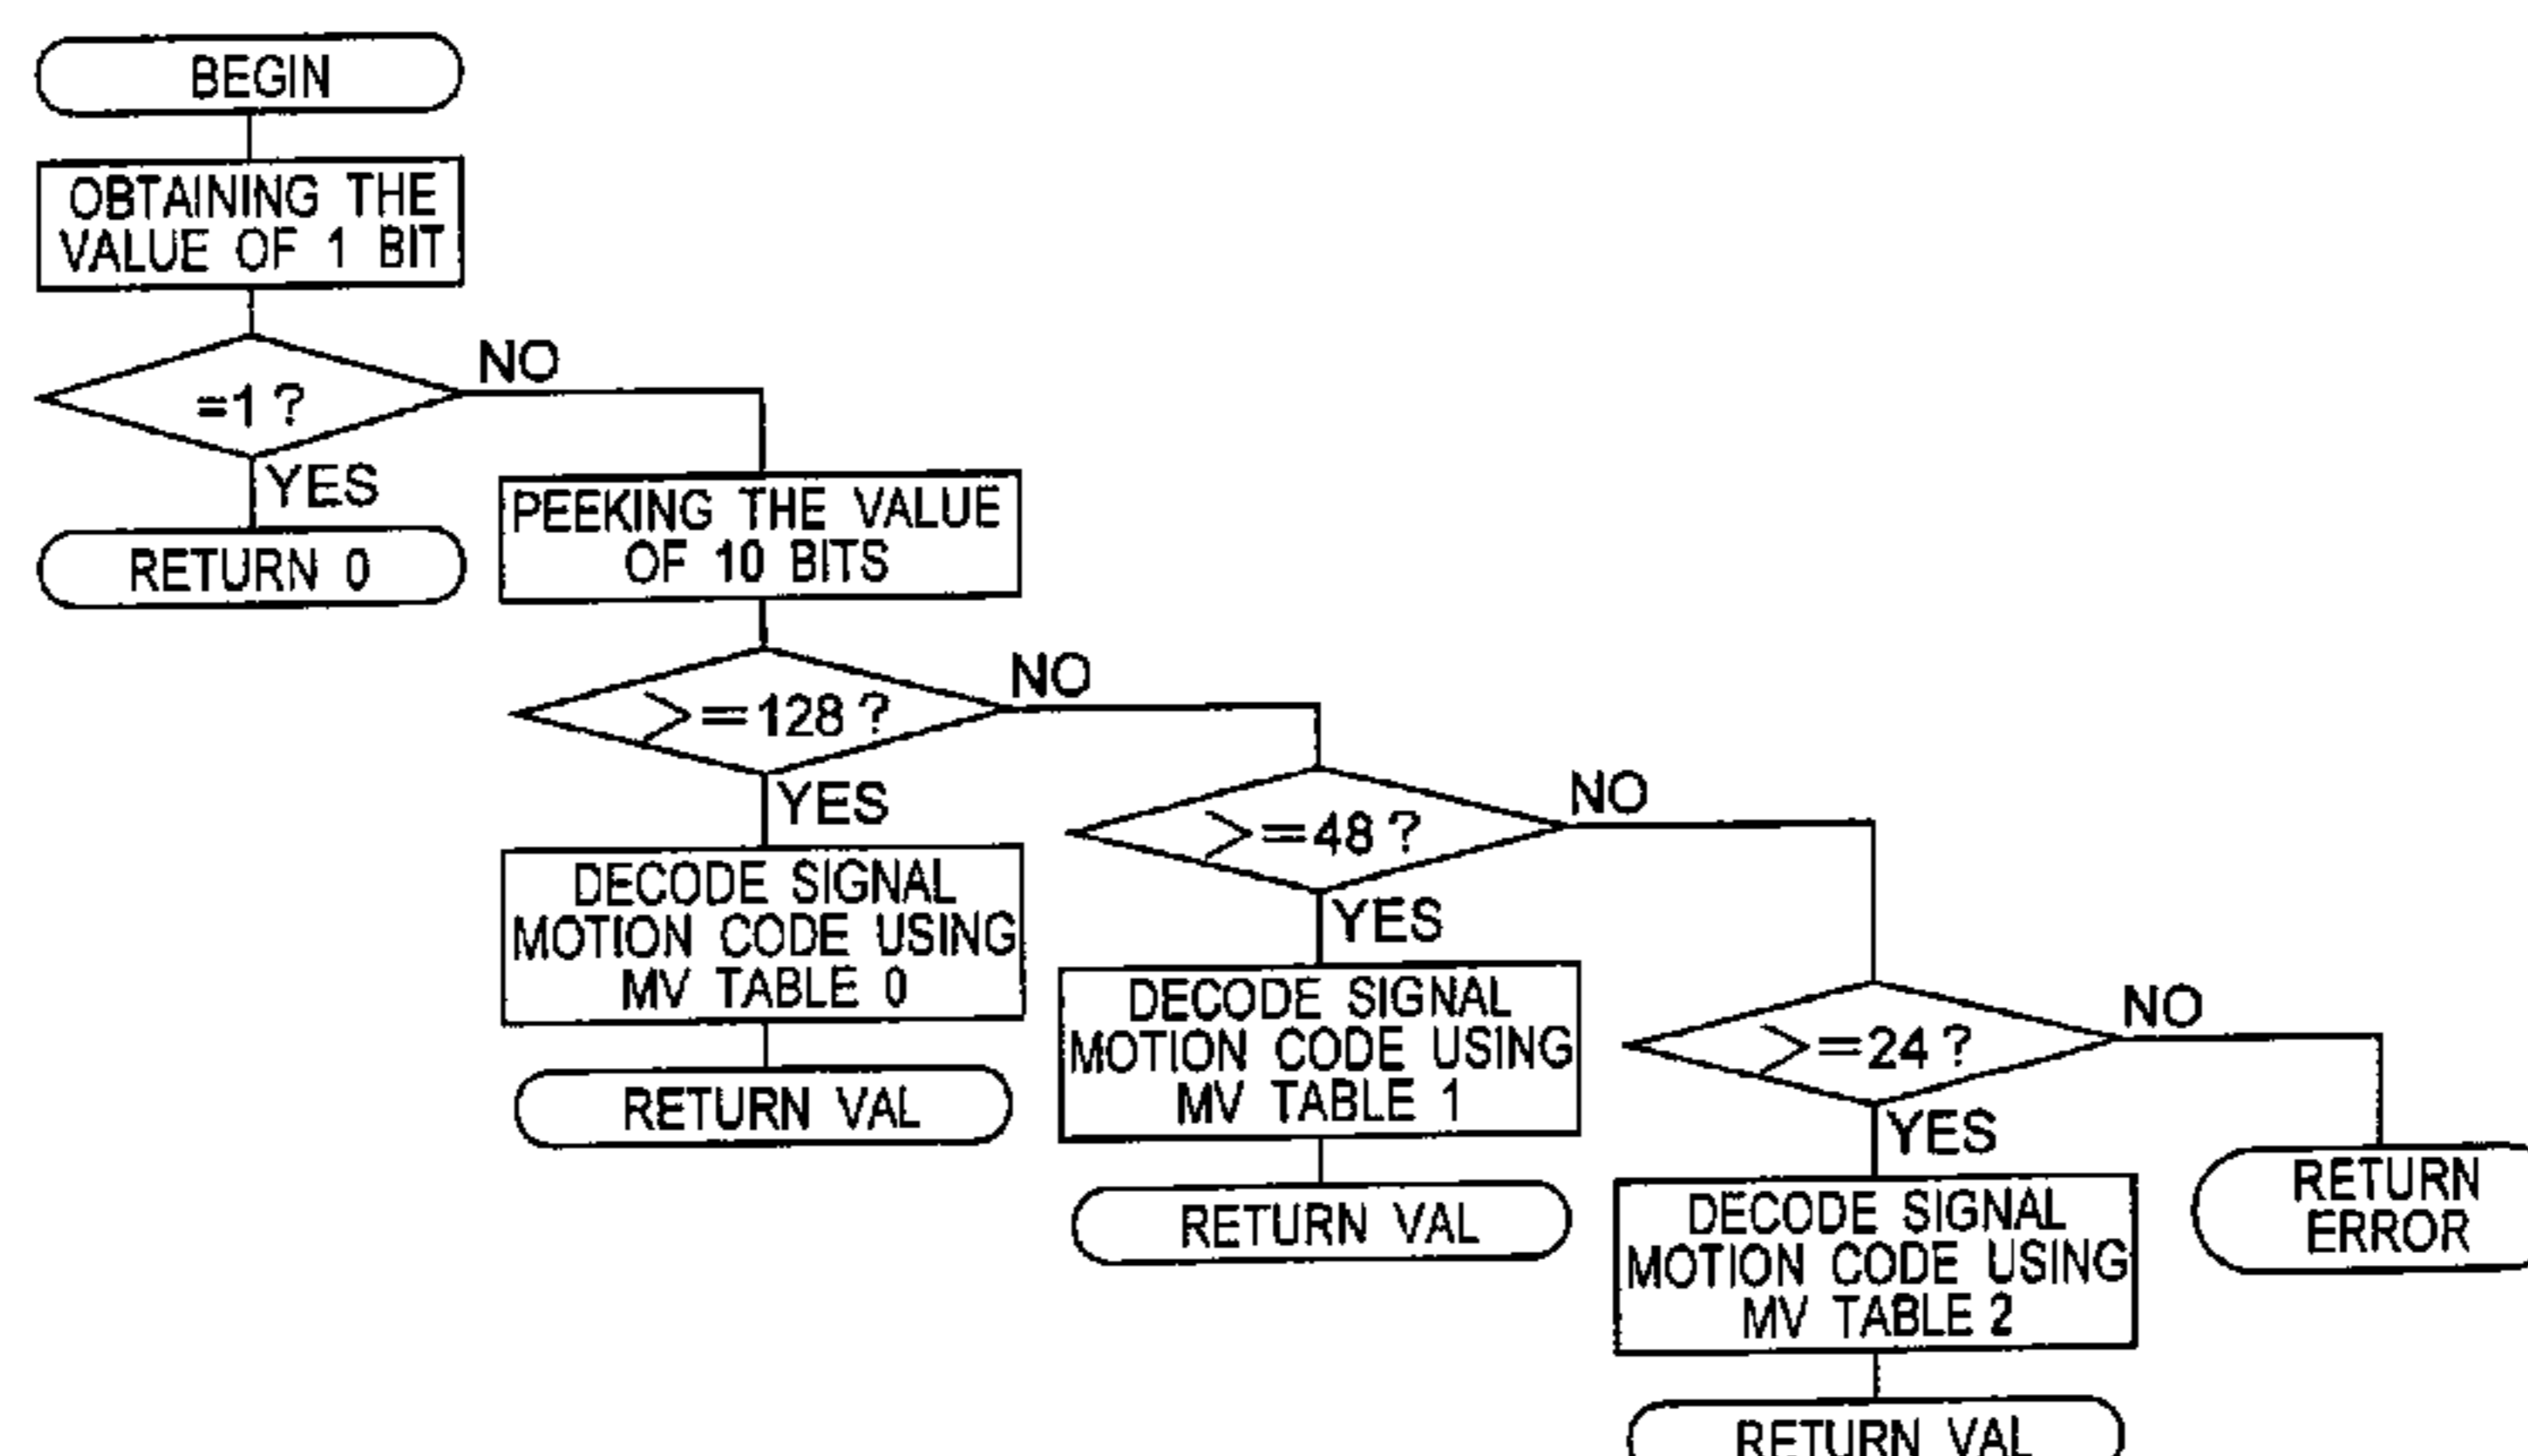 BEGIN
OBTAINING THE
VALUE OF 1 BIT
=1?
NO
YES
RETURN 0
PEEKING THE VALUE
OF 10 BITS
>=128?
NO
YES
DECODE SIGNAL
MOTION CODE USING
MV TABLE 0
RETURN VAL
>=48?
NO
YES
DECODE SIGNAL
MOTION CODE USING
MV TABLE 1
RETURN VAL
>=24?
NO
YES
DECODE SIGNAL
MOTION CODE USING
MV TABLE 2
RETURN VAL
RETURN
ERROR